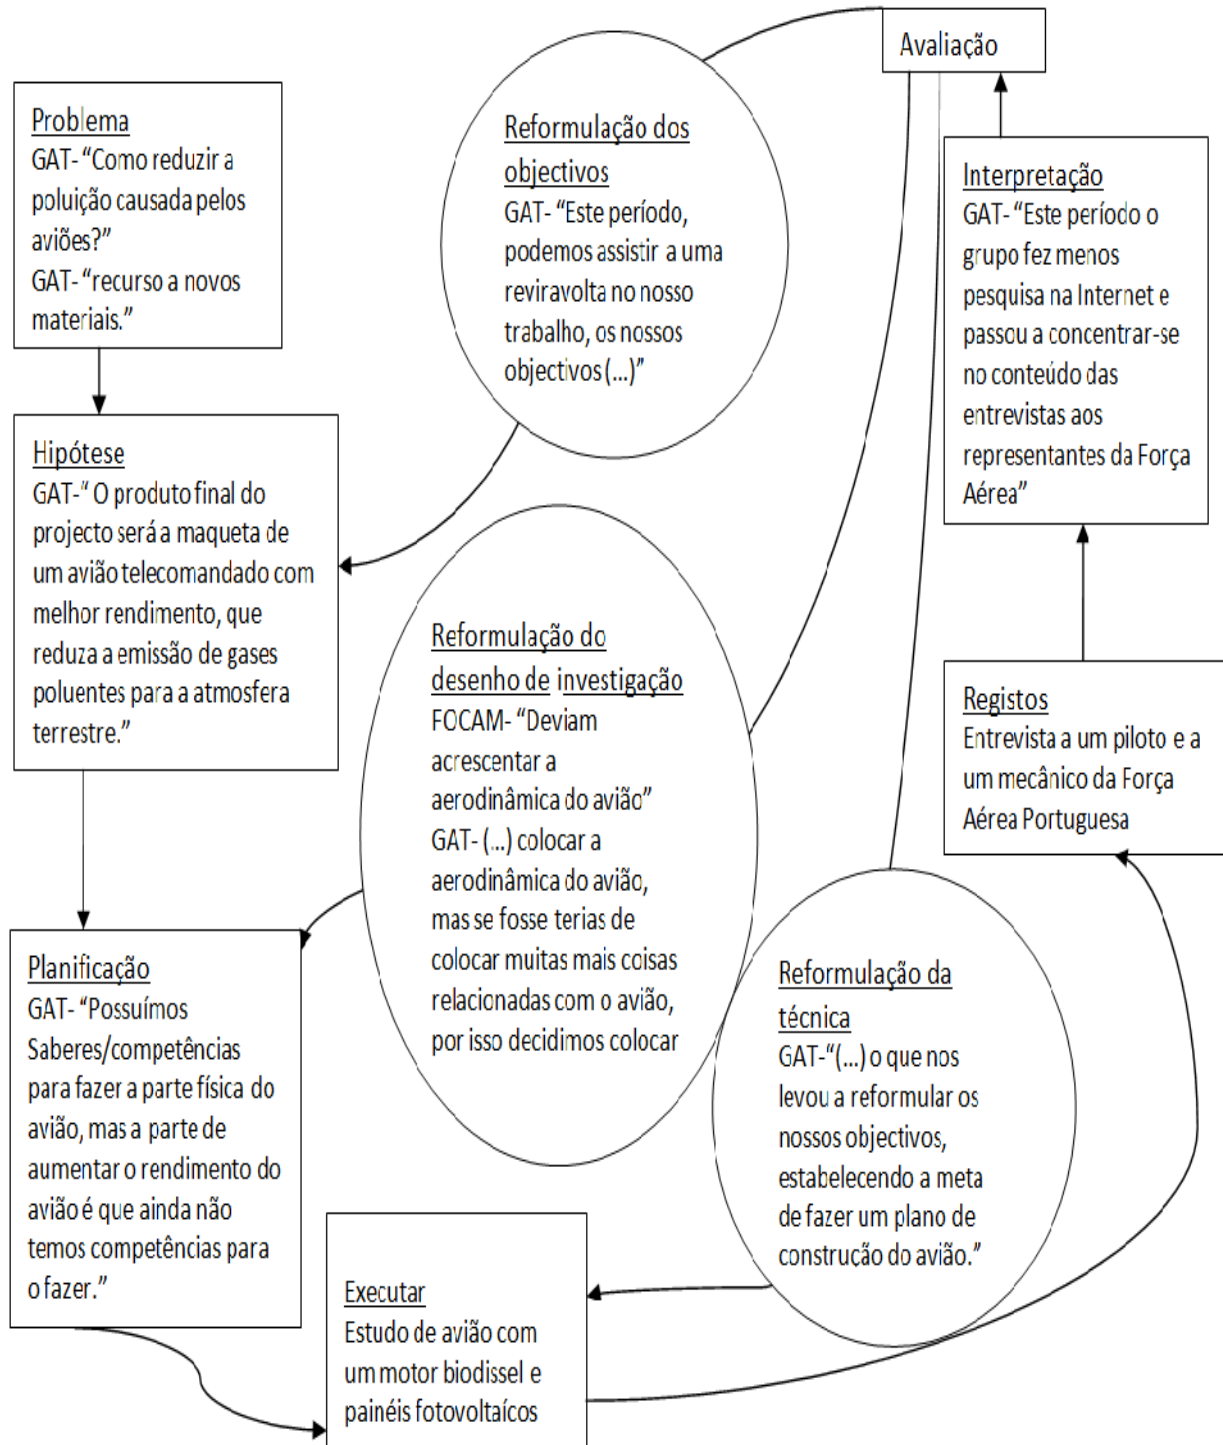 Avaliação
Problema
GAT- “Como reduzir a
poluição causada pelos
aviões?”
GAT- “recurso a novos
materiais.”
Reformulação dos
objectivos
GAT- “Este período,
podemos assistir a uma
reviravolta no nosso
trabalho, os nossos
objectivos (...)”
Interpretação
GAT- “Este período o
grupo fez menos
pesquisa na Internet e
passou a concentrar-se
no conteúdo das
entrevistas aos
representantes da Força
Aérea”
Hipótese
GAT-“ O produto final do
projecto será a maqueta de
um avião telecomandado com
melhor rendimento, que
reduza a emissão de gases
poluentes para a atmosfera
terrestre.”
Reformulação do
desenho de investigação
FOCAM- “Deviam
acrescentar a
aerodinâmica do avião”
GAT- (...) colocar a
aerodinâmica do avião,
mas se fosse terias de
colocar muitas mais coisas
relacionadas com o avião,
por isso decidimos colocar
Registos
Entrevista a um piloto e a
um mecânico da Força
Aérea Portuguesa
Planificação
GAT- “Possuímos
Saberes/competências
para fazer a parte física do
avião, mas a parte de
aumentar o rendimento do
avião é que ainda não
temos competências para
o fazer.”
Reformulação da
técnica
GAT-“(...) o que nos
levou a reformular os
nossos objectivos,
estabelecendo a meta
de fazer um plano de
construção do avião.”
Executar
Estudo de avião com
um motor biodissel e
painéis fotovoltaícos